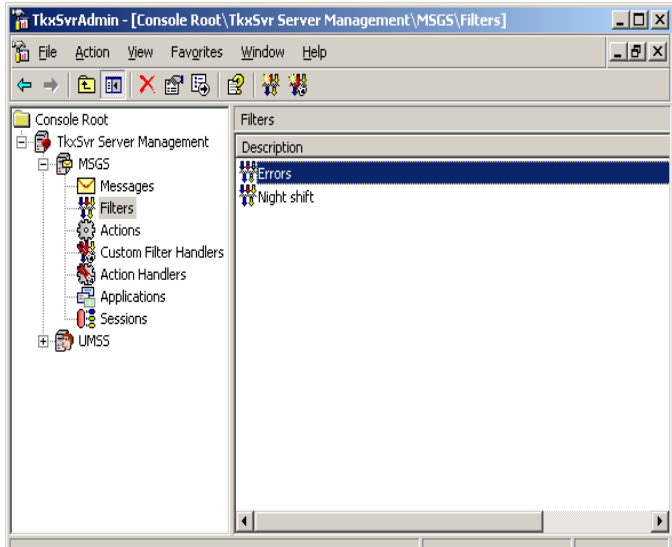 TkxSvrAdmin - [Console Root\TkxSvr Server Management\MSGS\Filters]
File Action View Favorites Window Help
Console Root
TkxSvr Server Management
MSGS
Messages
Filters
Actions
Custom Filter Handlers
Action Handlers
Applications
Sessions
UMSS
Filters
Description
Errors
Night shift